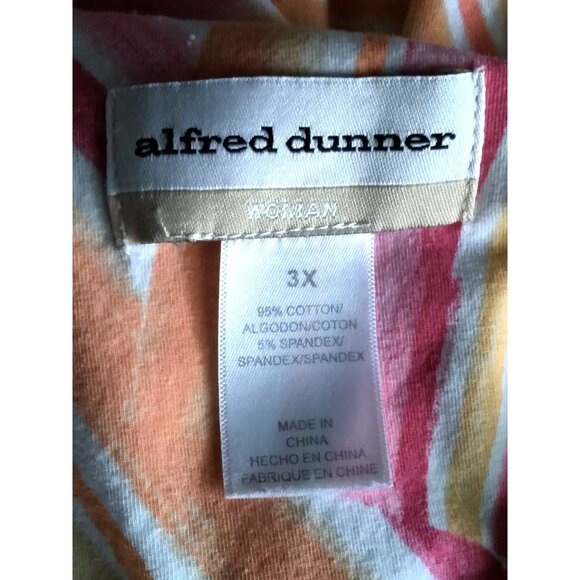 alfred dunner
WOMAN
3X
95% COTTON/
ALGODON/COTON
5% SPANDEX/
SPANDEX/SPANDEX
MADE IN
CHINA
HECHO EN CHINA
FABRIQUE EN CHINE